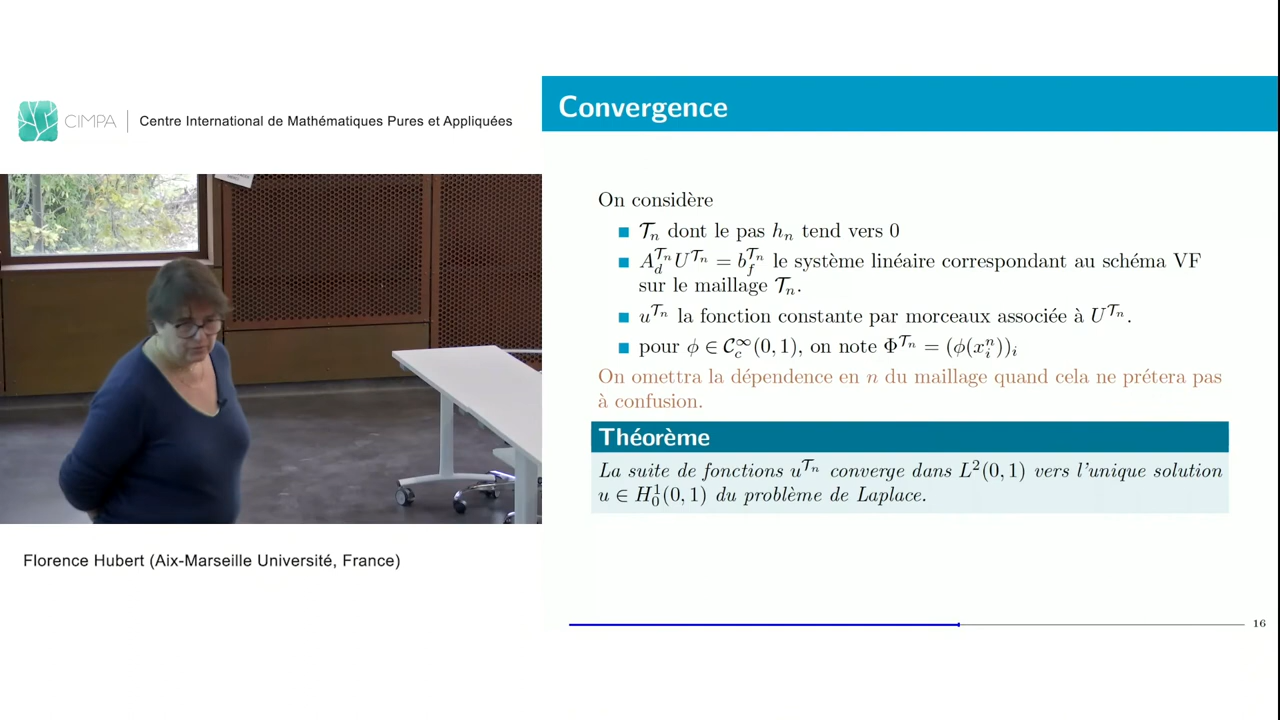 CIMPA
Centre International de Mathématiques Pures et Appliquées
Convergence
On considère
𝒯ₙ dont le pas hₙ tend vers 0
A_d^{𝒯ₙ} U^{𝒯ₙ} = b_f^{𝒯ₙ} le système linéaire correspondant au schéma VF
sur le maillage 𝒯ₙ.
u^{𝒯ₙ} la fonction constante par morceaux associée à U^{𝒯ₙ}.
pour ϕ ∈ 𝒞_c^∞(0, 1), on note Φ^{𝒯ₙ} = (ϕ(x_i^n))_i
On omettra la dépendence en n du maillage quand cela ne prétera pas
à confusion.
Théorème
La suite de fonctions u^{𝒯ₙ} converge dans L²(0, 1) vers l'unique solution
u ∈ H_0^1(0, 1) du problème de Laplace.
Florence Hubert (Aix-Marseille Université, France)
16